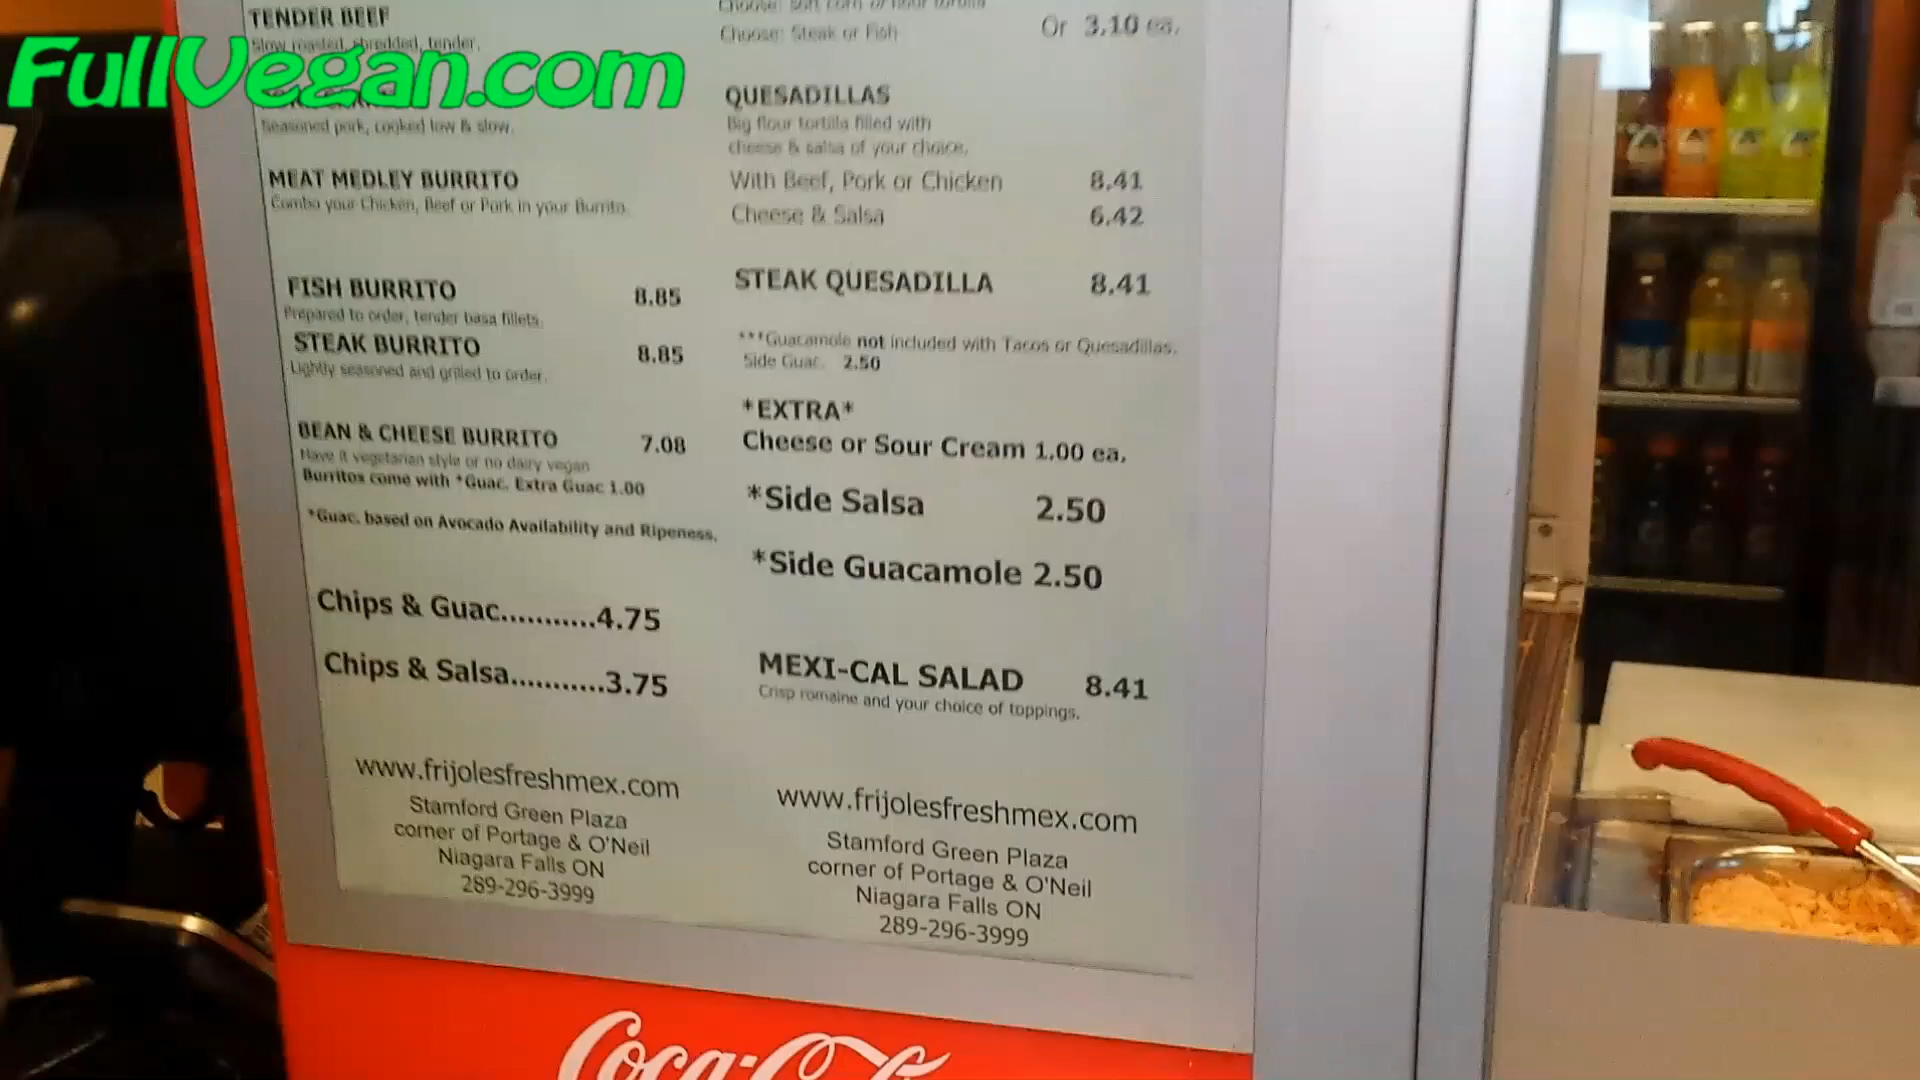 FullVegan.com
TENDER BEEF
Slow roasted, shredded, tender.
Seasoned pork, cooked low & slow.
MEAT MEDLEY BURRITO
Combo your Chicken, Beef or Pork in your Burrito.
FISH BURRITO 8.85
Prepared to order, tender basa fillets.
STEAK BURRITO 8.85
Lightly seasoned and grilled to order.
BEAN & CHEESE BURRITO 7.08
Have it vegetarian style or no dairy vegan
Burritos come with *Guac. Extra Guac 1.00
*Guac. based on Avocado Availability and Ripeness.
Chips & Guac...........4.75
Chips & Salsa...........3.75
www.frijolesfreshmex.com
Stamford Green Plaza
corner of Portage & O'Neil
Niagara Falls ON
289-296-3999
Choose: soft corn or flour tortilla
Choose: Steak or Fish Or 3.10 ea.
QUESADILLAS
Big flour tortilla filled with
cheese & salsa of your choice.
With Beef, Pork or Chicken 8.41
Cheese & Salsa 6.42
STEAK QUESADILLA 8.41
***Guacamole not included with Tacos or Quesadillas.
Side Guac. 2.50
*EXTRA*
Cheese or Sour Cream 1.00 ea.
*Side Salsa 2.50
*Side Guacamole 2.50
MEXI-CAL SALAD 8.41
Crisp romaine and your choice of toppings.
www.frijolesfreshmex.com
Stamford Green Plaza
corner of Portage & O'Neil
Niagara Falls ON
289-296-3999
Coca-Co